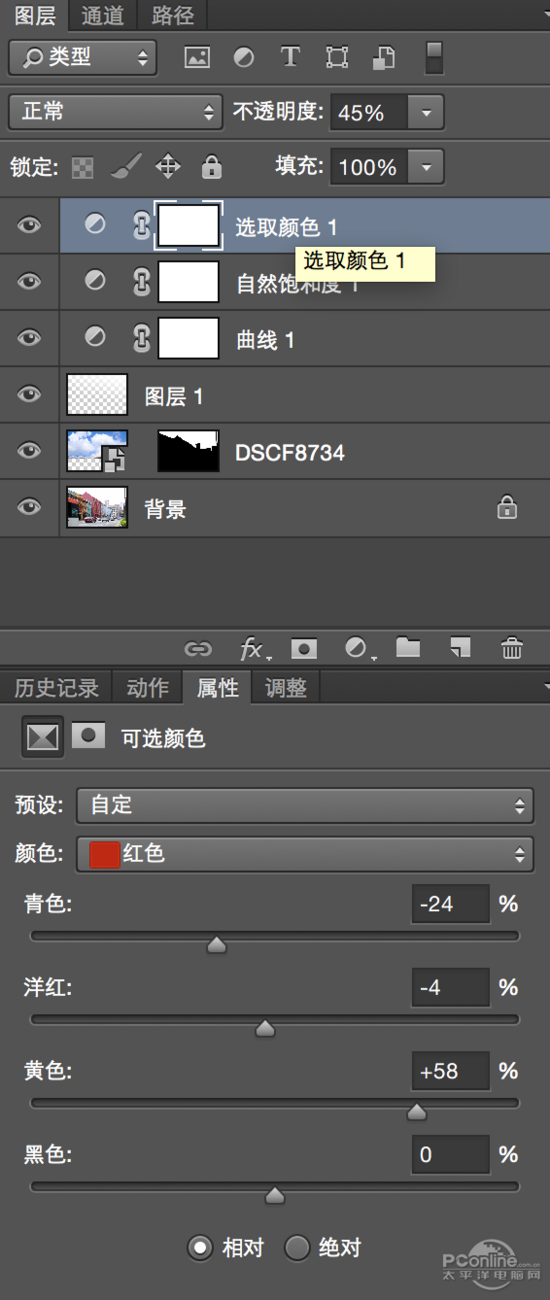 图层 通道 路径
类型 T
正常 不透明度: 45%
锁定: 填充: 100%
选取颜色 1
选取颜色 1
自然饱和度 1
曲线 1
图层 1
DSCF8734
背景
fx
历史记录 动作 属性 调整
可选颜色
预设: 自定
颜色: 红色
青色: -24 %
洋红: -4 %
黄色: +58 %
黑色: 0 %
相对 绝对
PConline.com.cn
太平洋电脑网